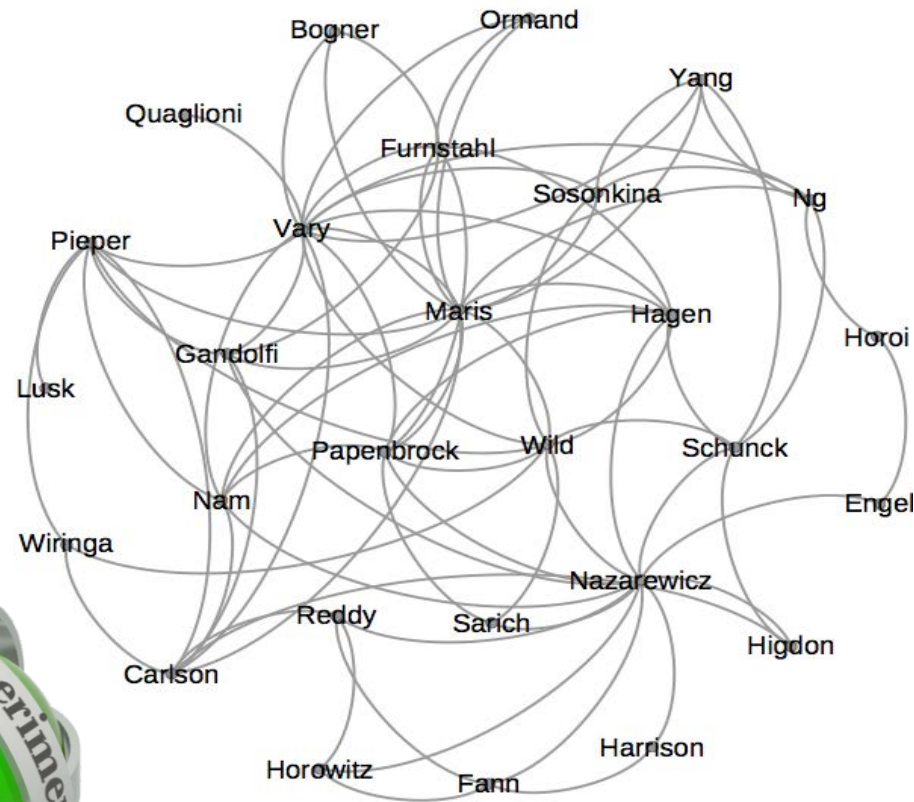 Ormand
Bogner
Yang
Quaglioni
Furnstahl
Sosonkina
Ng
Vary
Pieper
Maris
Hagen
Horoi
Gandolfi
Lusk
Papenbrock
Wild
Schunck
Nam
Engel
Wiringa
Nazarewicz
Reddy
Sarich
Higdon
Carlson
Harrison
Horowitz
Fann